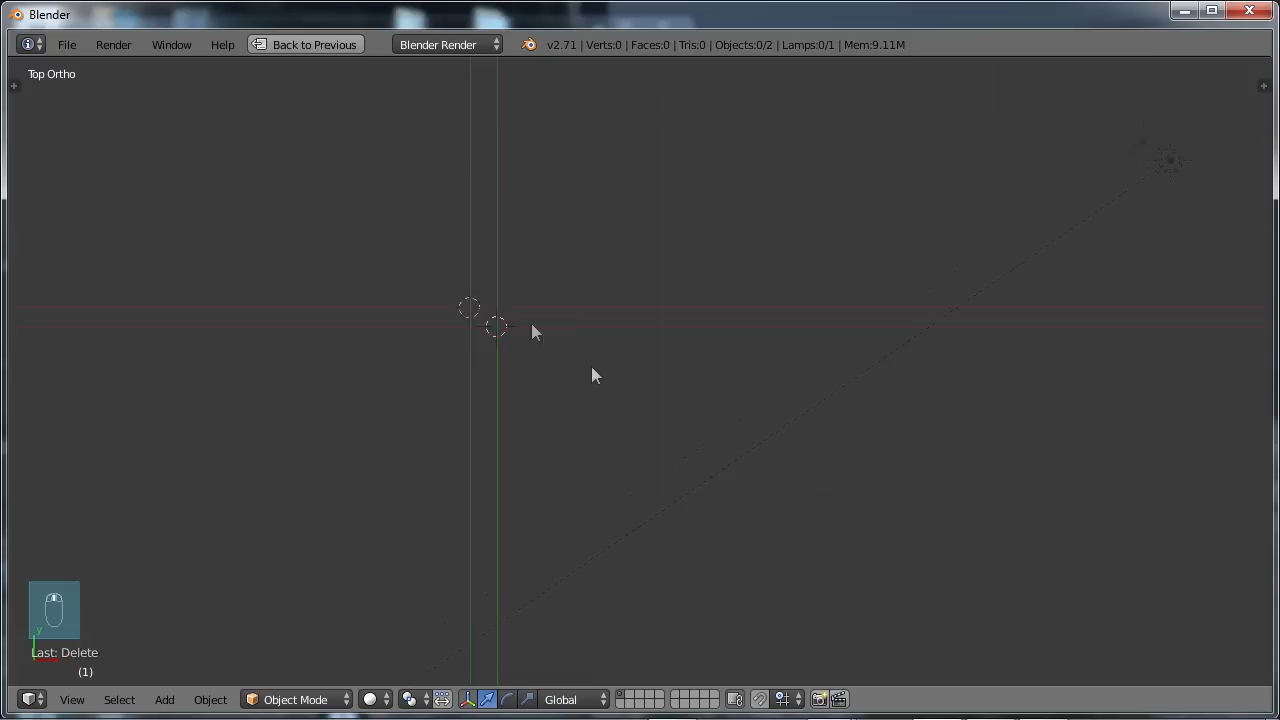 Blender
File Render Window Help Back to Previous Blender Render v2.71 | Verts:0 | Faces:0 | Tris:0 | Objects:0/2 | Lamps:0/1 | Mem:9.11M
Top Ortho
y
Last: Delete
(1)
View Select Add Object Object Mode Global